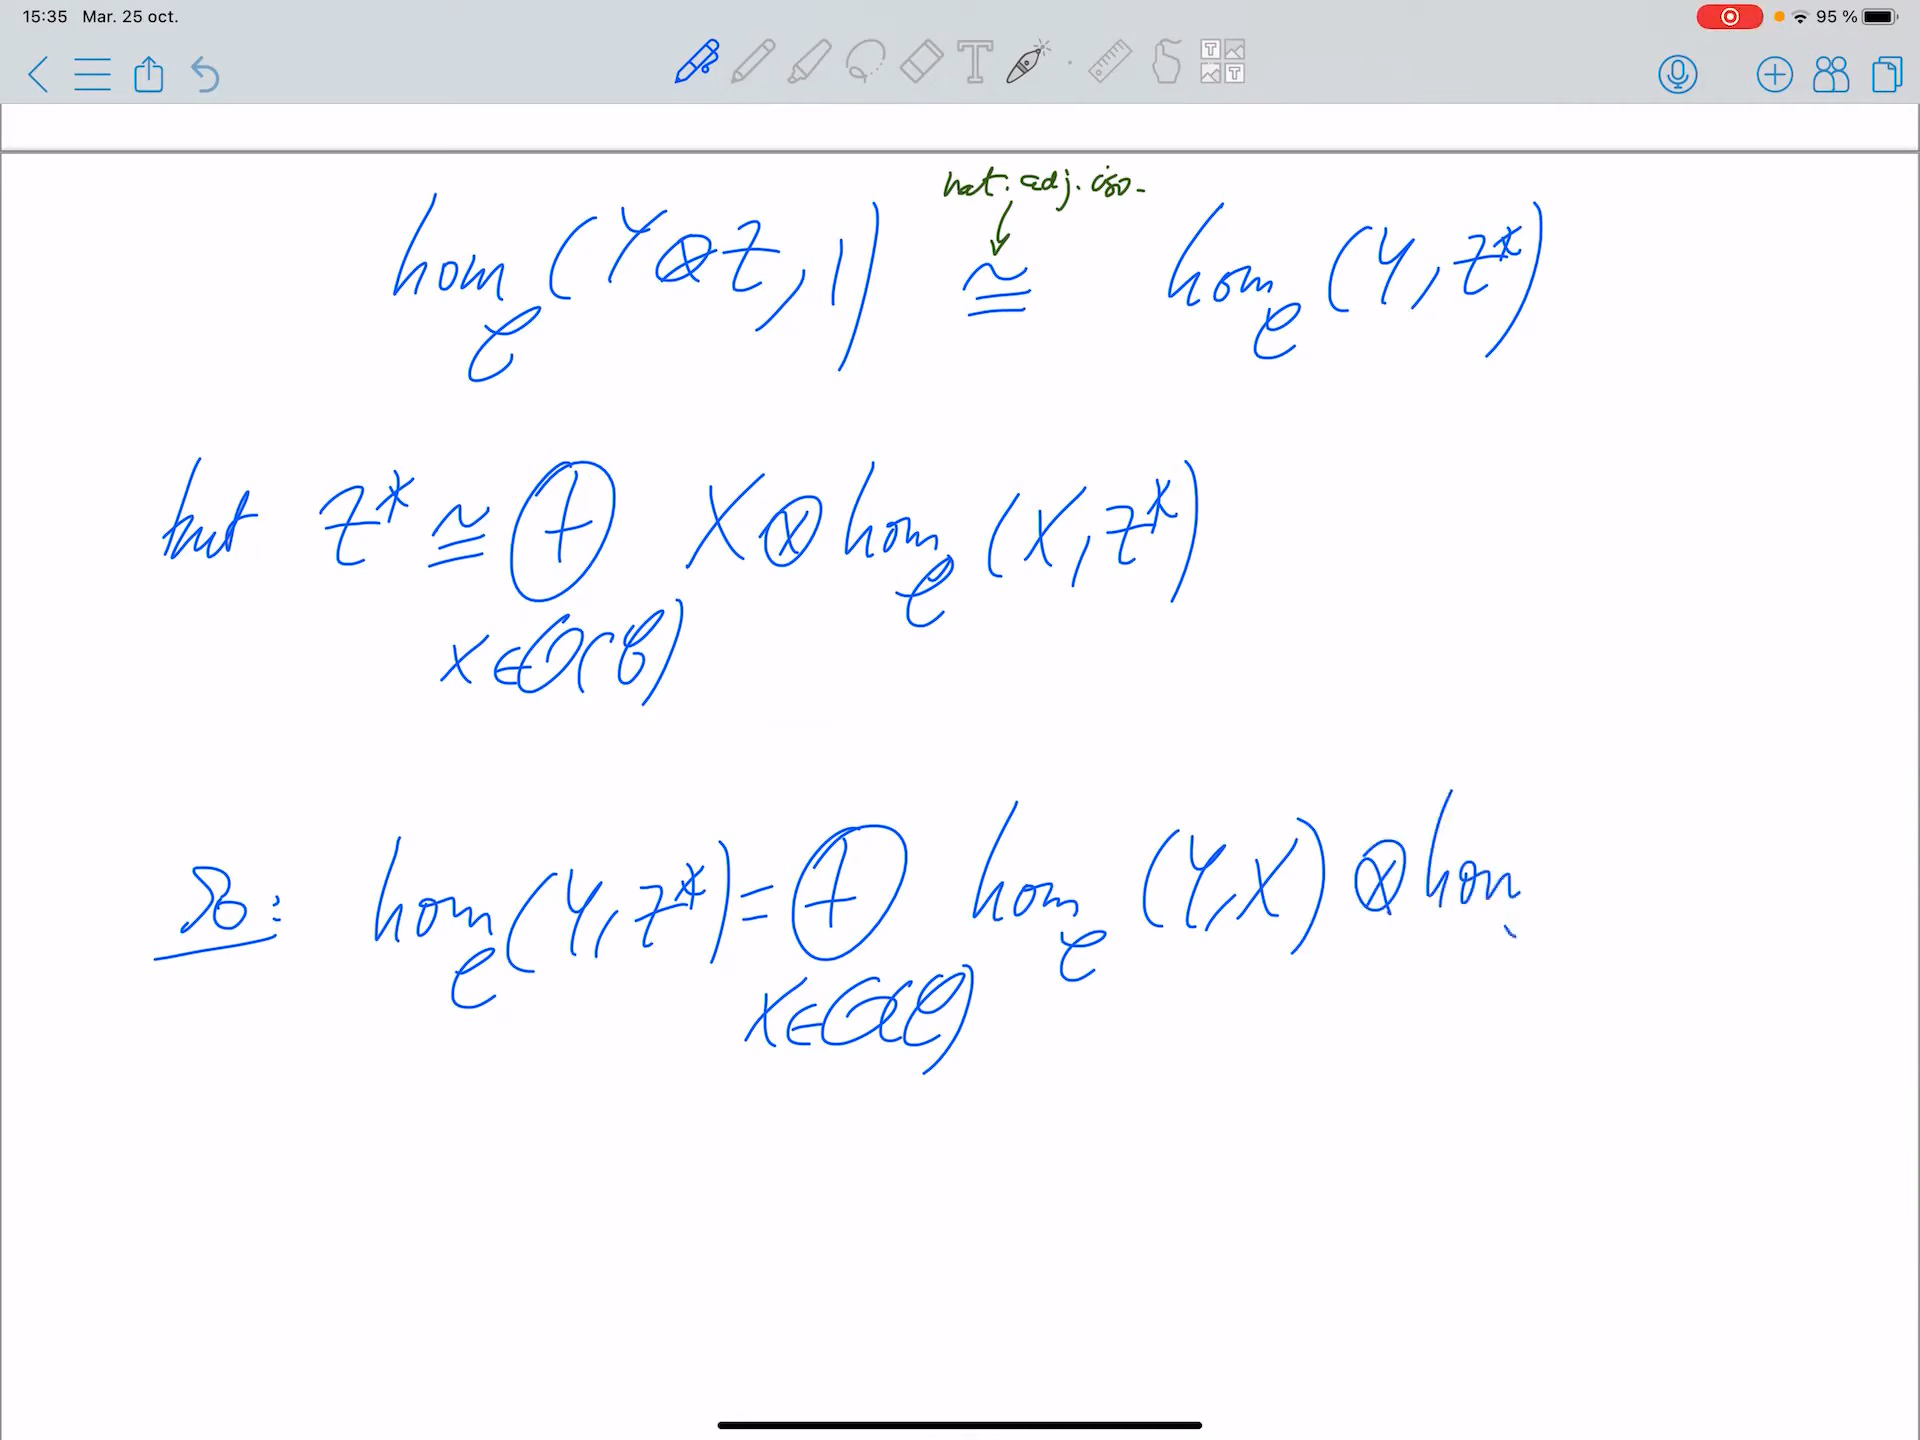 15:35 Mar. 25 oct. 95 %
nat. adj. iso.
hom_C (Y⊗Z, 1) ≅ hom_C (Y, Z*)
but Z* ≅ ⊕ X⊗hom_C (X, Z*)
X∈O(C)
So: hom_C (Y, Z*) = ⊕ hom_C (Y, X) ⊗ hom
X∈O(C)